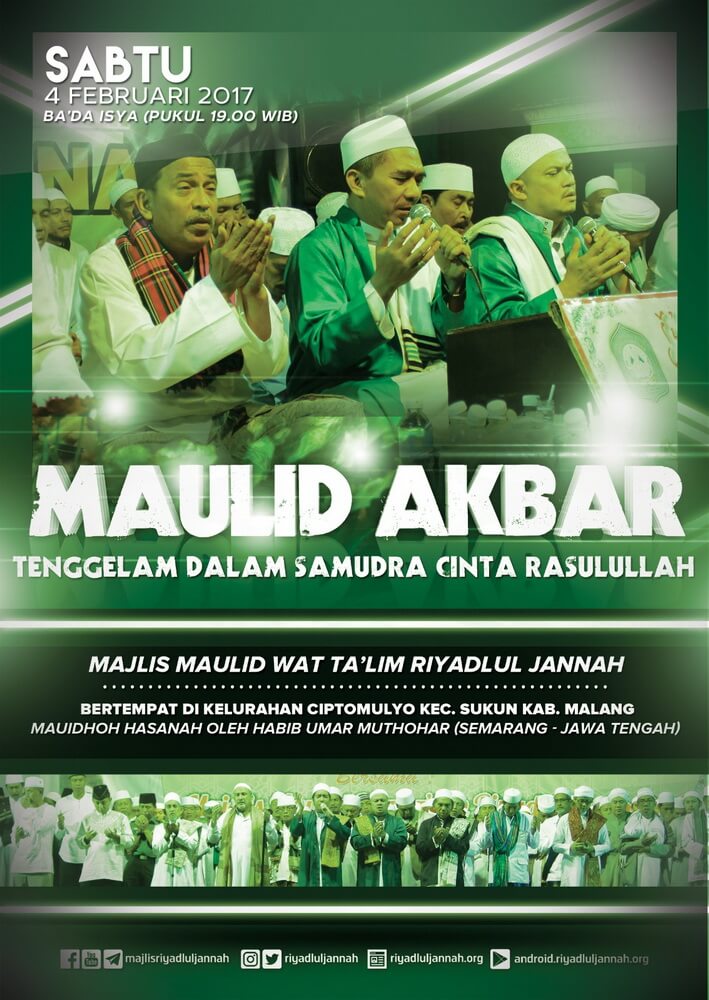 SABTU
4 FEBRUARI 2017
BA'DA ISYA (PUKUL 19.00 WIB)
NA
MAULID AKBAR
TENGGELAM DALAM SAMUDRA CINTA RASULULLAH
MAJLIS MAULID WAT TA'LIM RIYADLUL JANNAH
BERTEMPAT DI KELURAHAN CIPTOMULYO KEC. SUKUN KAB. MALANG
MAUIDHOH HASANAH OLEH HABIB UMAR MUTHOHAR (SEMARANG - JAWA TENGAH)
Bersama
majlisriyadluljannah riyadluljannah riyadluljannah.org android.riyadluljannah.org